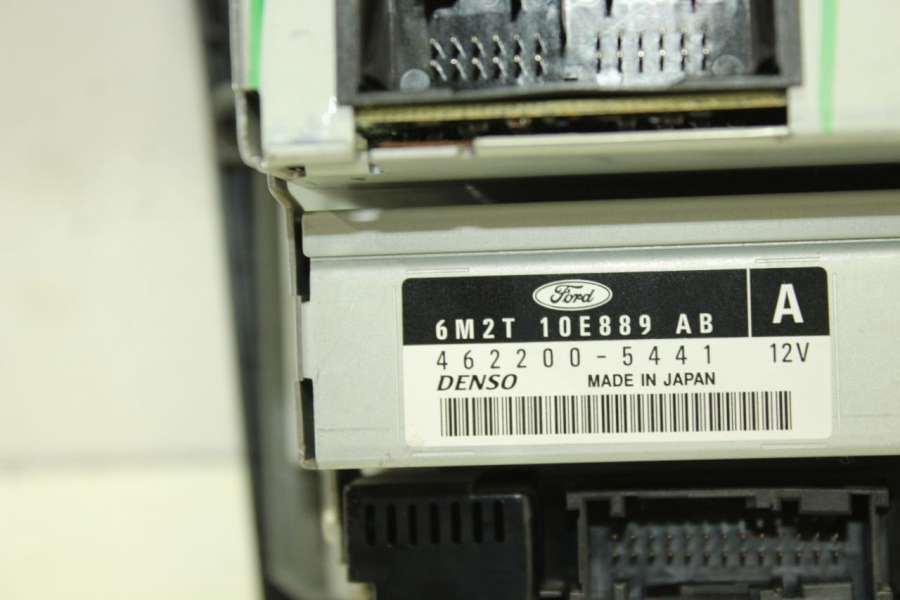 Ford
6M2T 10E889 AB
A
462200-5441
12V
DENSO
MADE IN JAPAN